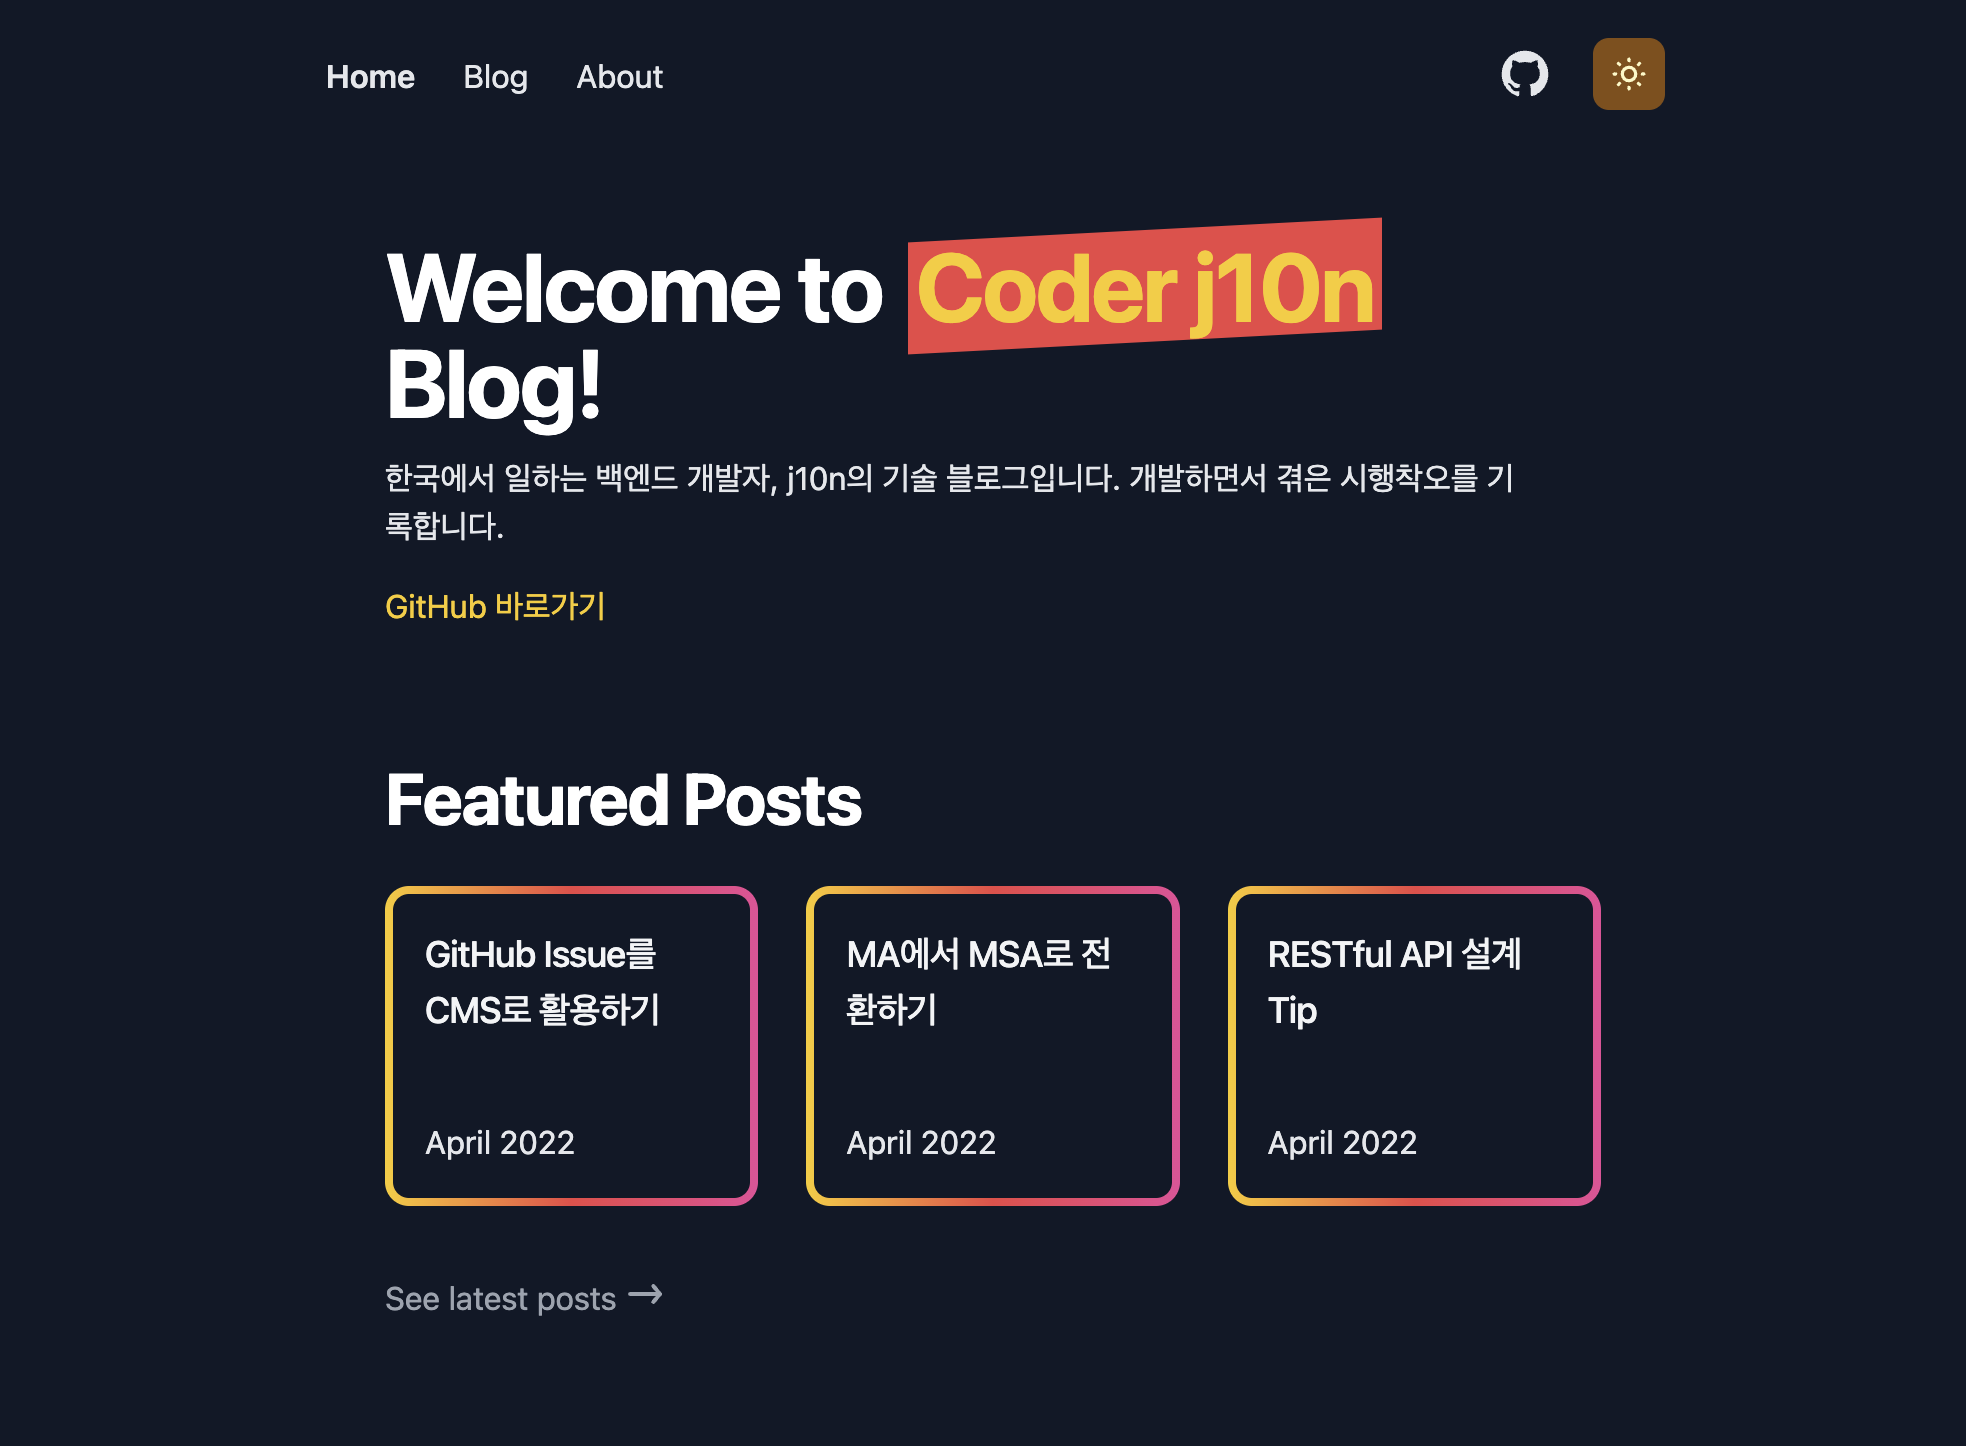 Home Blog About
Welcome to Coder j10n
Blog!
한국에서 일하는 백엔드 개발자, j10n의 기술 블로그입니다. 개발하면서 겪은 시행착오를 기
록합니다.
GitHub 바로가기
Featured Posts
GitHub Issue를
CMS로 활용하기
April 2022
MA에서 MSA로 전
환하기
April 2022
RESTful API 설계
Tip
April 2022
See latest posts →